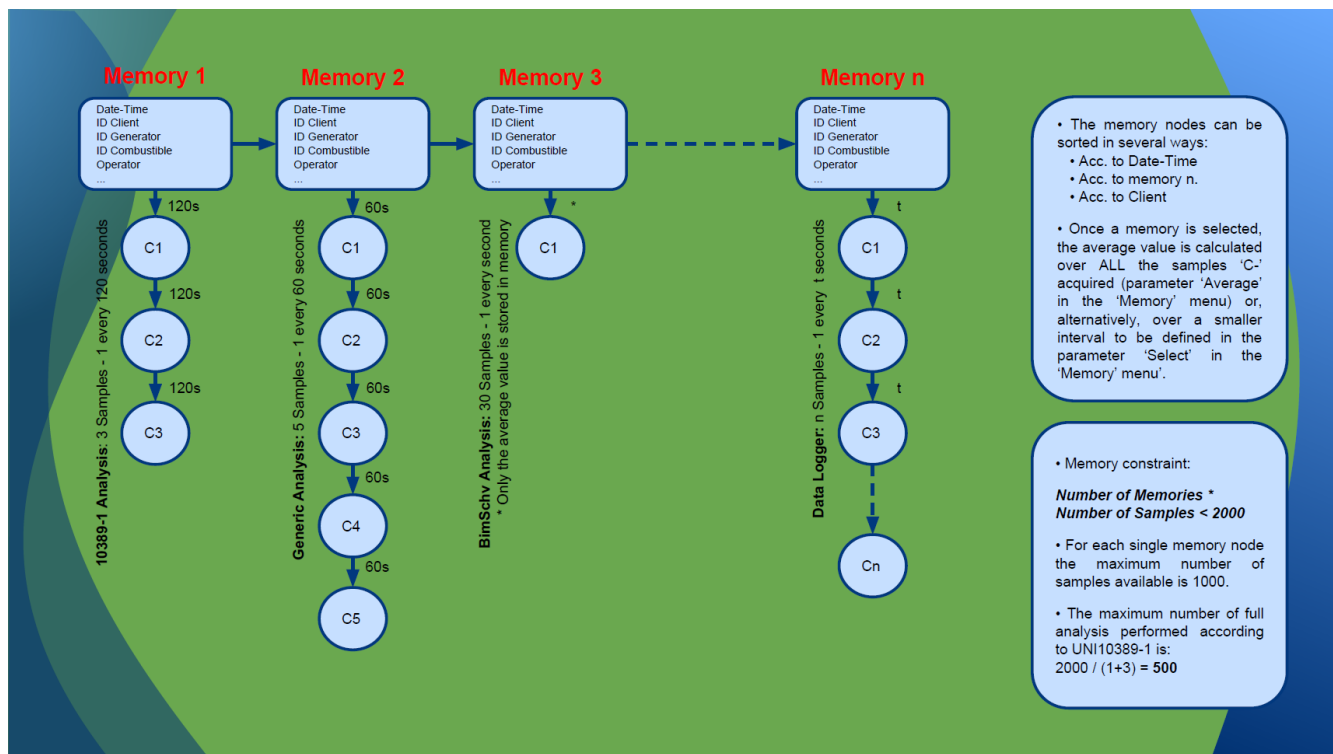 Memory 1
Date-Time
ID Client
ID Generator
ID Combustible
Operator
...
120s
C1
120s
C2
120s
C3
10389-1 Analysis: 3 Samples - 1 every 120 seconds
Memory 2
Date-Time
ID Client
ID Generator
ID Combustible
Operator
...
60s
C1
60s
C2
60s
C3
60s
C4
60s
C5
Generic Analysis: 5 Samples - 1 every 60 seconds
Memory 3
Date-Time
ID Client
ID Generator
ID Combustible
Operator
...
*
C1
BimSchv Analysis: 30 Samples - 1 every second
* Only the average value is stored in memory
Memory n
Date-Time
ID Client
ID Generator
ID Combustible
Operator
...
t
C1
t
C2
t
C3
Cn
Data Logger: n Samples - 1 every t seconds
• The memory nodes can be
sorted in several ways:
• Acc. to Date-Time
• Acc. to memory n.
• Acc. to Client
• Once a memory is selected,
the average value is calculated
over ALL the samples ‘C-’
acquired (parameter ‘Average’
in the ‘Memory’ menu) or,
alternatively, over a smaller
interval to be defined in the
parameter ‘Select’ in the
‘Memory’ menu’.
• Memory constraint:
Number of Memories *
Number of Samples < 2000
• For each single memory node
the maximum number of
samples available is 1000.
• The maximum number of full
analysis performed according
to UNI10389-1 is:
2000 / (1+3) = 500